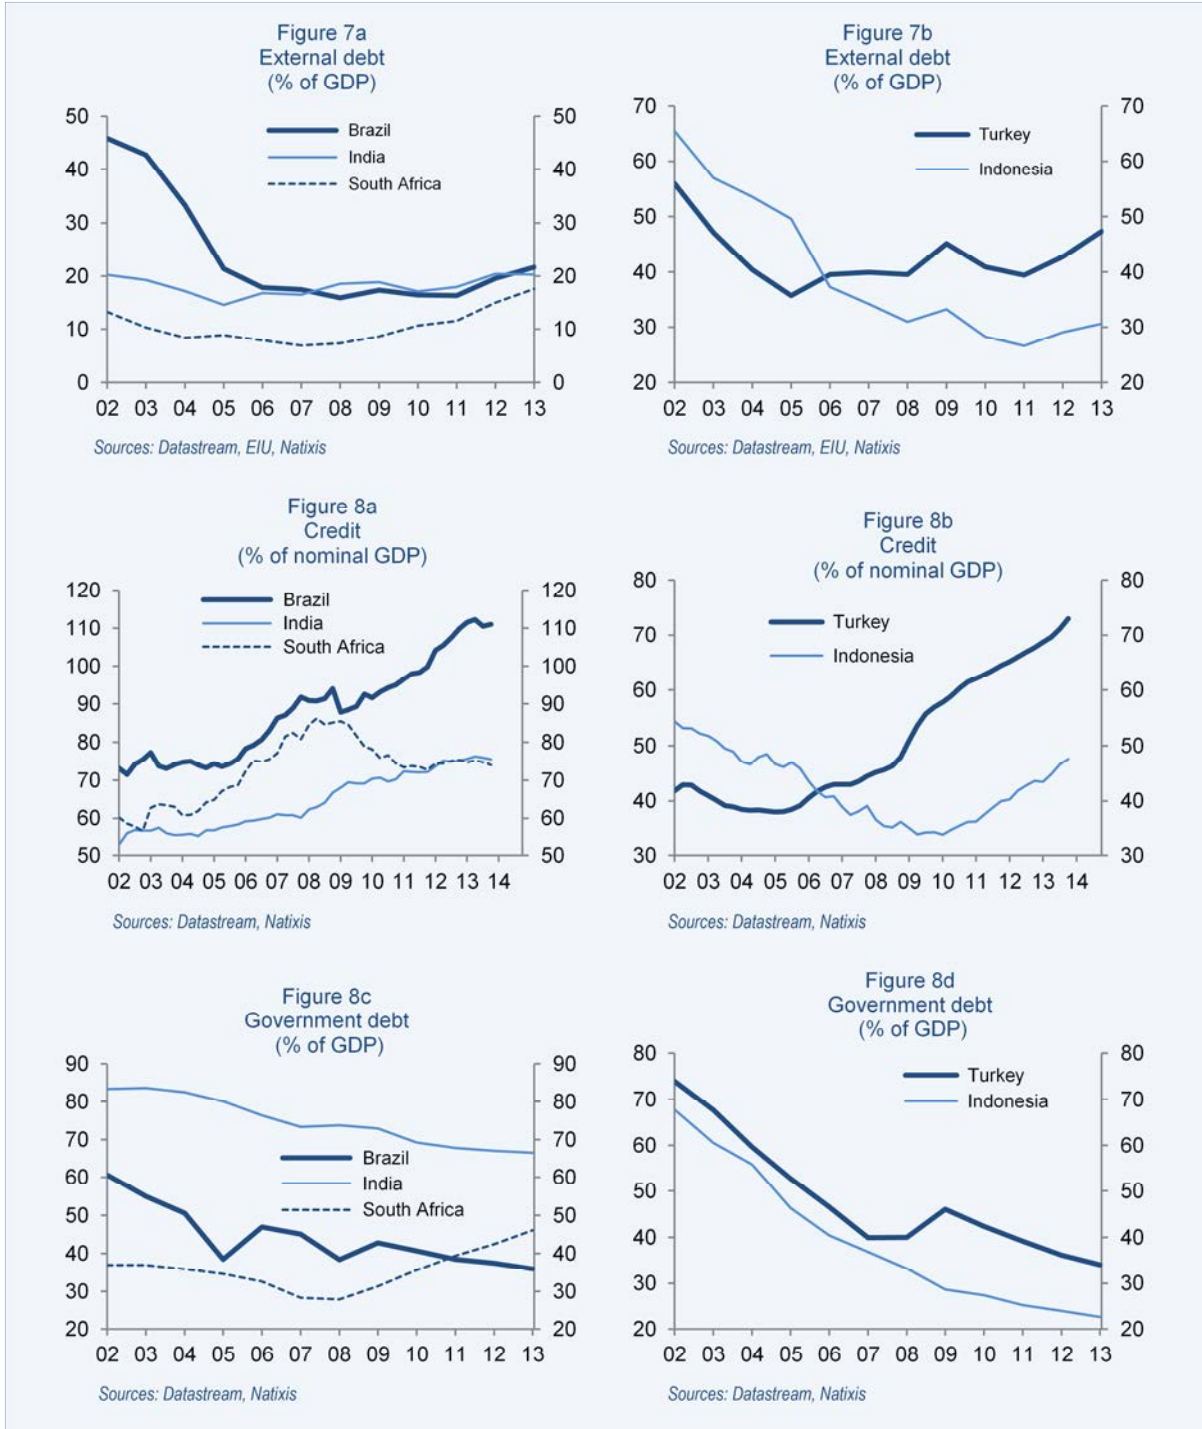 Figure 7a
External debt
(% of GDP)
50 50
Brazil
40 India 40
South Africa
30 30
20 20
10 10
0 0
02 03 04 05 06 07 08 09 10 11 12 13
Sources: Datastream, EIU, Natixis
Figure 7b
External debt
(% of GDP)
70 70
Turkey
60 60
Indonesia
50 50
40 40
30 30
20 20
02 03 04 05 06 07 08 09 10 11 12 13
Sources: Datastream, EIU, Natixis
Figure 8a
Credit
(% of nominal GDP)
120 120
Brazil
110 India 110
South Africa
100 100
90 90
80 80
70 70
60 60
50 50
02 03 04 05 06 07 08 09 10 11 12 13 14
Sources: Datastream, Natixis
Figure 8b
Credit
(% of nominal GDP)
80 80
Turkey
70 70
Indonesia
60 60
50 50
40 40
30 30
02 03 04 05 06 07 08 09 10 11 12 13 14
Sources: Datastream, Natixis
Figure 8c
Government debt
(% of GDP)
90 90
80 80
70 70
Brazil
60 60
India
50 South Africa 50
40 40
30 30
20 20
02 03 04 05 06 07 08 09 10 11 12 13
Sources: Datastream, Natixis
Figure 8d
Government debt
(% of GDP)
80 80
Turkey
70 Indonesia 70
60 60
50 50
40 40
30 30
20 20
02 03 04 05 06 07 08 09 10 11 12 13
Sources: Datastream, Natixis